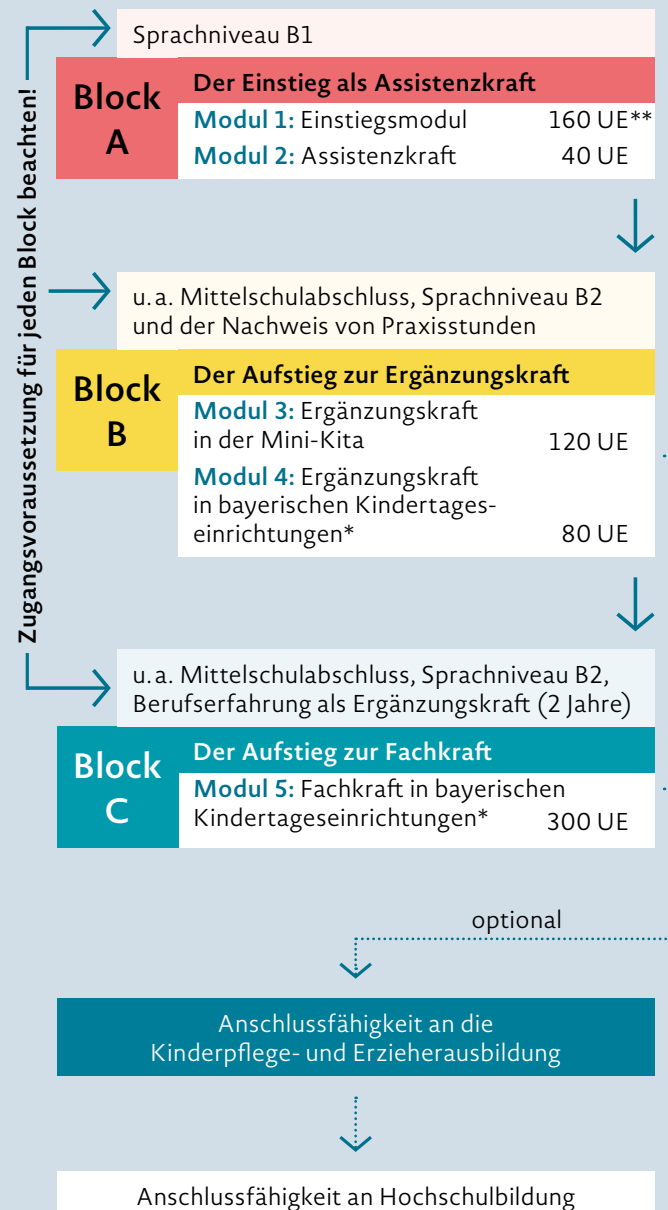 Zugangsvoraussetzung für jeden Block beachten!
Sprachniveau B1
Block
A
Der Einstieg als Assistenzkraft
Modul 1: Einstiegsmodul 160 UE**
Modul 2: Assistenzkraft 40 UE
u. a. Mittelschulabschluss, Sprachniveau B2
und der Nachweis von Praxisstunden
Block
B
Der Aufstieg zur Ergänzungskraft
Modul 3: Ergänzungskraft
in der Mini-Kita 120 UE
Modul 4: Ergänzungskraft
in bayerischen Kindertages-
einrichtungen* 80 UE
u. a. Mittelschulabschluss, Sprachniveau B2,
Berufserfahrung als Ergänzungskraft (2 Jahre)
Block
C
Der Aufstieg zur Fachkraft
Modul 5: Fachkraft in bayerischen
Kindertageseinrichtungen* 300 UE
optional
Anschlussfähigkeit an die
Kinderpflege- und Erzieherausbildung
Anschlussfähigkeit an Hochschulbildung